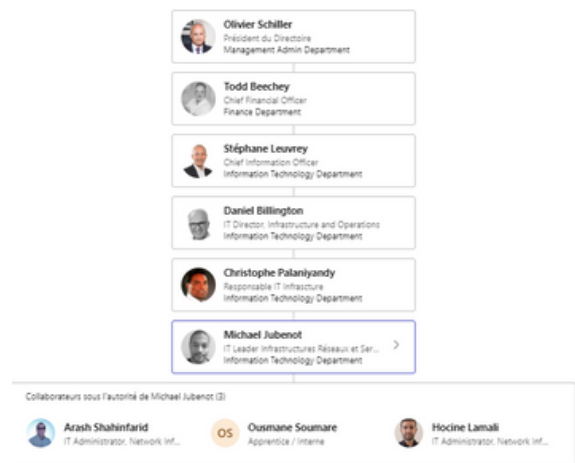 Olivier Schiller
Président du Directoire
Management Admin Department
Todd Beechey
Chief Financial Officer
Finance Department
Stéphane Leuvrey
Chief Information Officer
Information Technology Department
Daniel Billington
IT Director, Infrastructure and Operations
Information Technology Department
Christophe Palaniyandy
Responsable IT Infrascture
Information Technology Department
Michael Jubenot
IT Leader Infrastructures Réseaux et Ser...
Information Technology Department
Collaborateurs sous l'autorité de Michael Jubenot (3)
Arash Shahinfarid
IT Administrator, Network Inf...
OS
Ousmane Soumare
Apprentice / Interne
Hocine Lamali
IT Administrator, Network Inf...